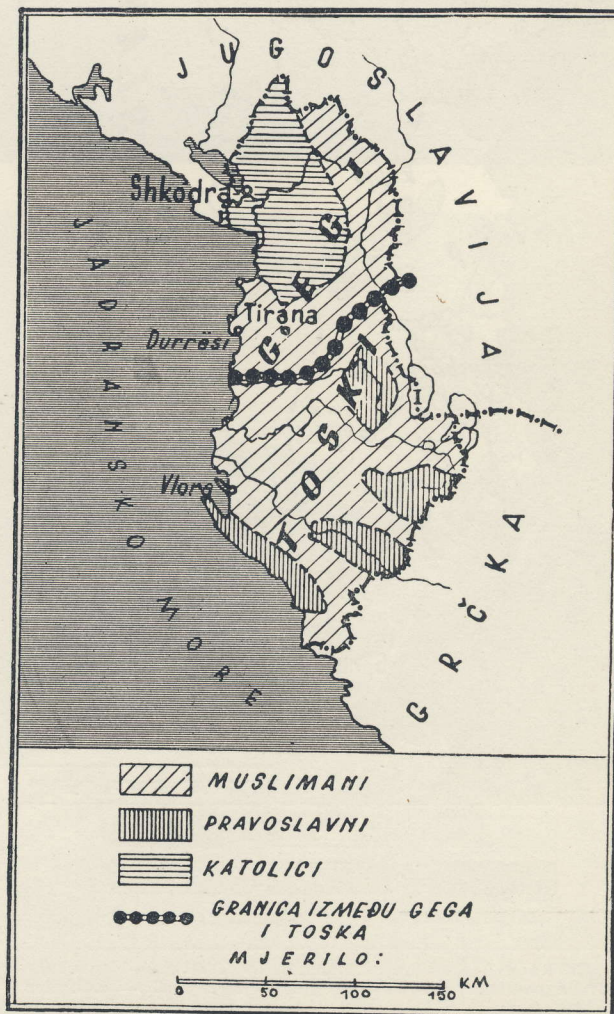 JUGOSLAVIJA
Shkodra
GEGI
Tirana
Durrësi
JADRANSKO MORE
TOSKI
Vlora
GRČKA
MUSLIMANI
PRAVOSLAVNI
KATOLICI
GRANICA IZMEĐU GEGA
I TOSKA
MJERILO:
0 50 100 150 KM